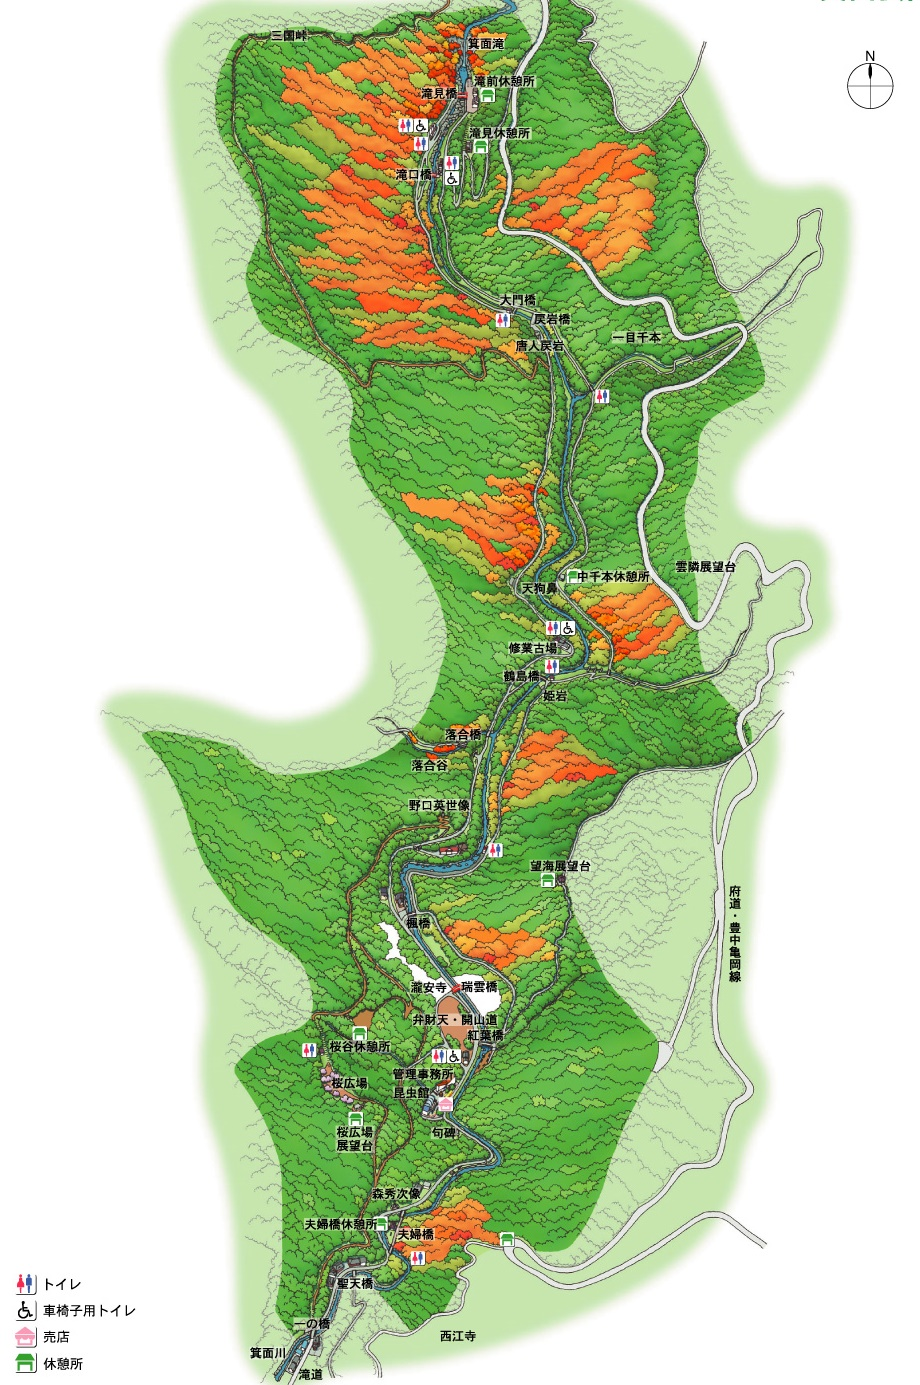 三国峠
箕面滝
N
滝前休憩所
滝見橋
滝見休憩所
滝口橋
大門橋
戻岩橋
唐人戻岩
一目千本
雲隣展望台
中千本休憩所
天狗鼻
修業古場
鶴島橋
姫岩
落合橋
落合谷
野口英世像
望海展望台
府道・豊中亀岡線
楓橋
瀧安寺
瑞雲橋
弁財天・開山道
紅葉橋
桜谷休憩所
管理事務所
桜広場
昆虫館
桜広場
展望台
句碑
森秀次像
夫婦橋休憩所
夫婦橋
聖天橋
一の橋
西江寺
箕面川
滝道
トイレ
車椅子用トイレ
売店
休憩所